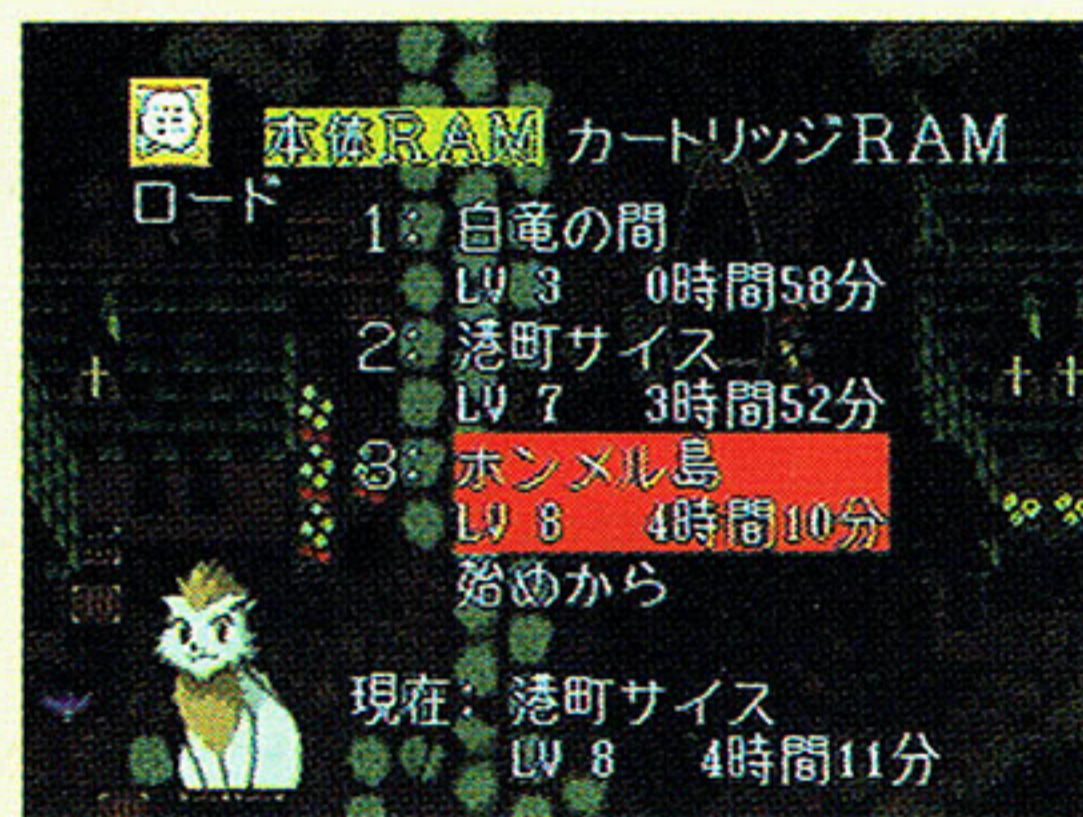 本体RAM カートリッジRAM
ロード
1: 白竜の間
LV 3 0時間58分
2:港町サイス
LV 7 3時間52分
3: ホンメル島
LV 8 4時間10分
始めから
現在: 港町サイス
LV 8 4時間11分